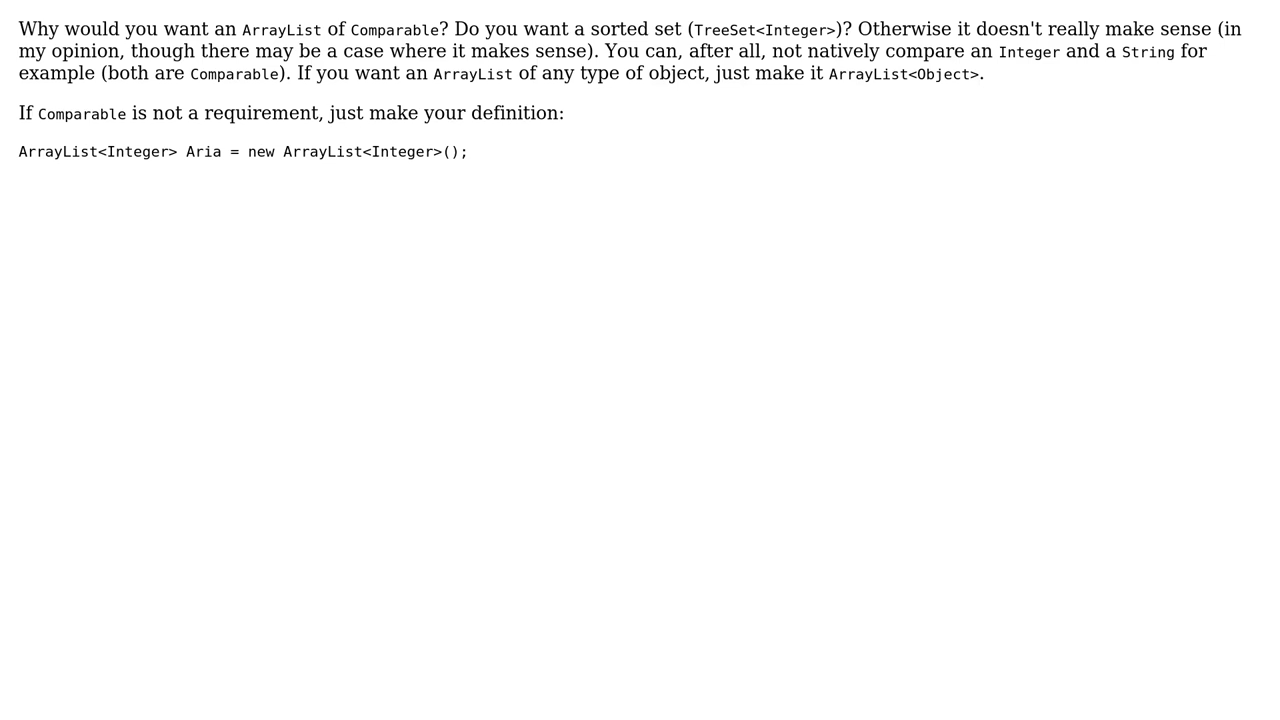 Why would you want an ArrayList of Comparable? Do you want a sorted set (TreeSet<Integer>)? Otherwise it doesn't really make sense (in
my opinion, though there may be a case where it makes sense). You can, after all, not natively compare an Integer and a String for
example (both are Comparable). If you want an ArrayList of any type of object, just make it ArrayList<Object>.
If Comparable is not a requirement, just make your definition:
ArrayList<Integer> Aria = new ArrayList<Integer>();